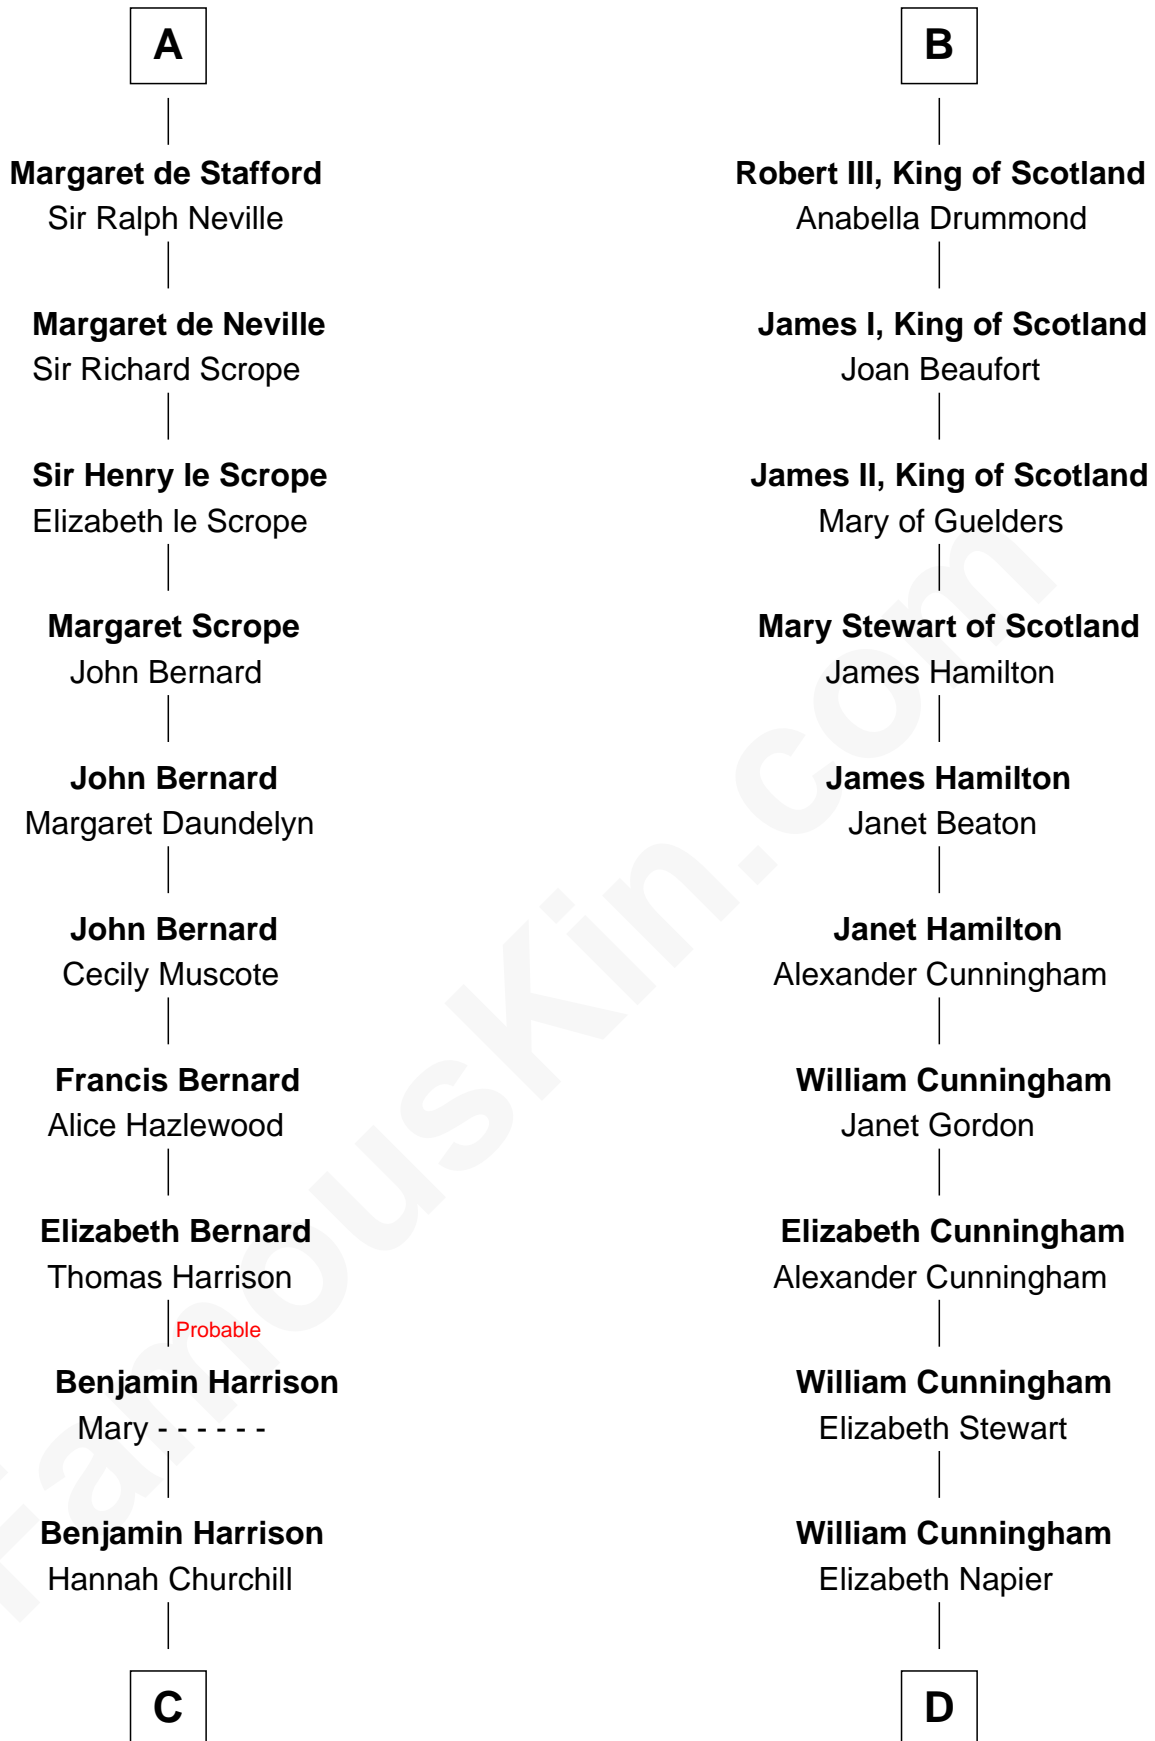 A
Margaret de Stafford
Sir Ralph Neville
Margaret de Neville
Sir Richard Scrope
Sir Henry le Scrope
Elizabeth le Scrope
Margaret Scrope
John Bernard
John Bernard
Margaret Daundelyn
John Bernard
Cecily Muscote
Francis Bernard
Alice Hazlewood
Elizabeth Bernard
Thomas Harrison
Probable
Benjamin Harrison
Mary - - - - - -
Benjamin Harrison
Hannah Churchill
C
B
Robert III, King of Scotland
Anabella Drummond
James I, King of Scotland
Joan Beaufort
James II, King of Scotland
Mary of Guelders
Mary Stewart of Scotland
James Hamilton
James Hamilton
Janet Beaton
Janet Hamilton
Alexander Cunningham
William Cunningham
Janet Gordon
Elizabeth Cunningham
Alexander Cunningham
William Cunningham
Elizabeth Stewart
William Cunningham
Elizabeth Napier
D
FamousKin.com